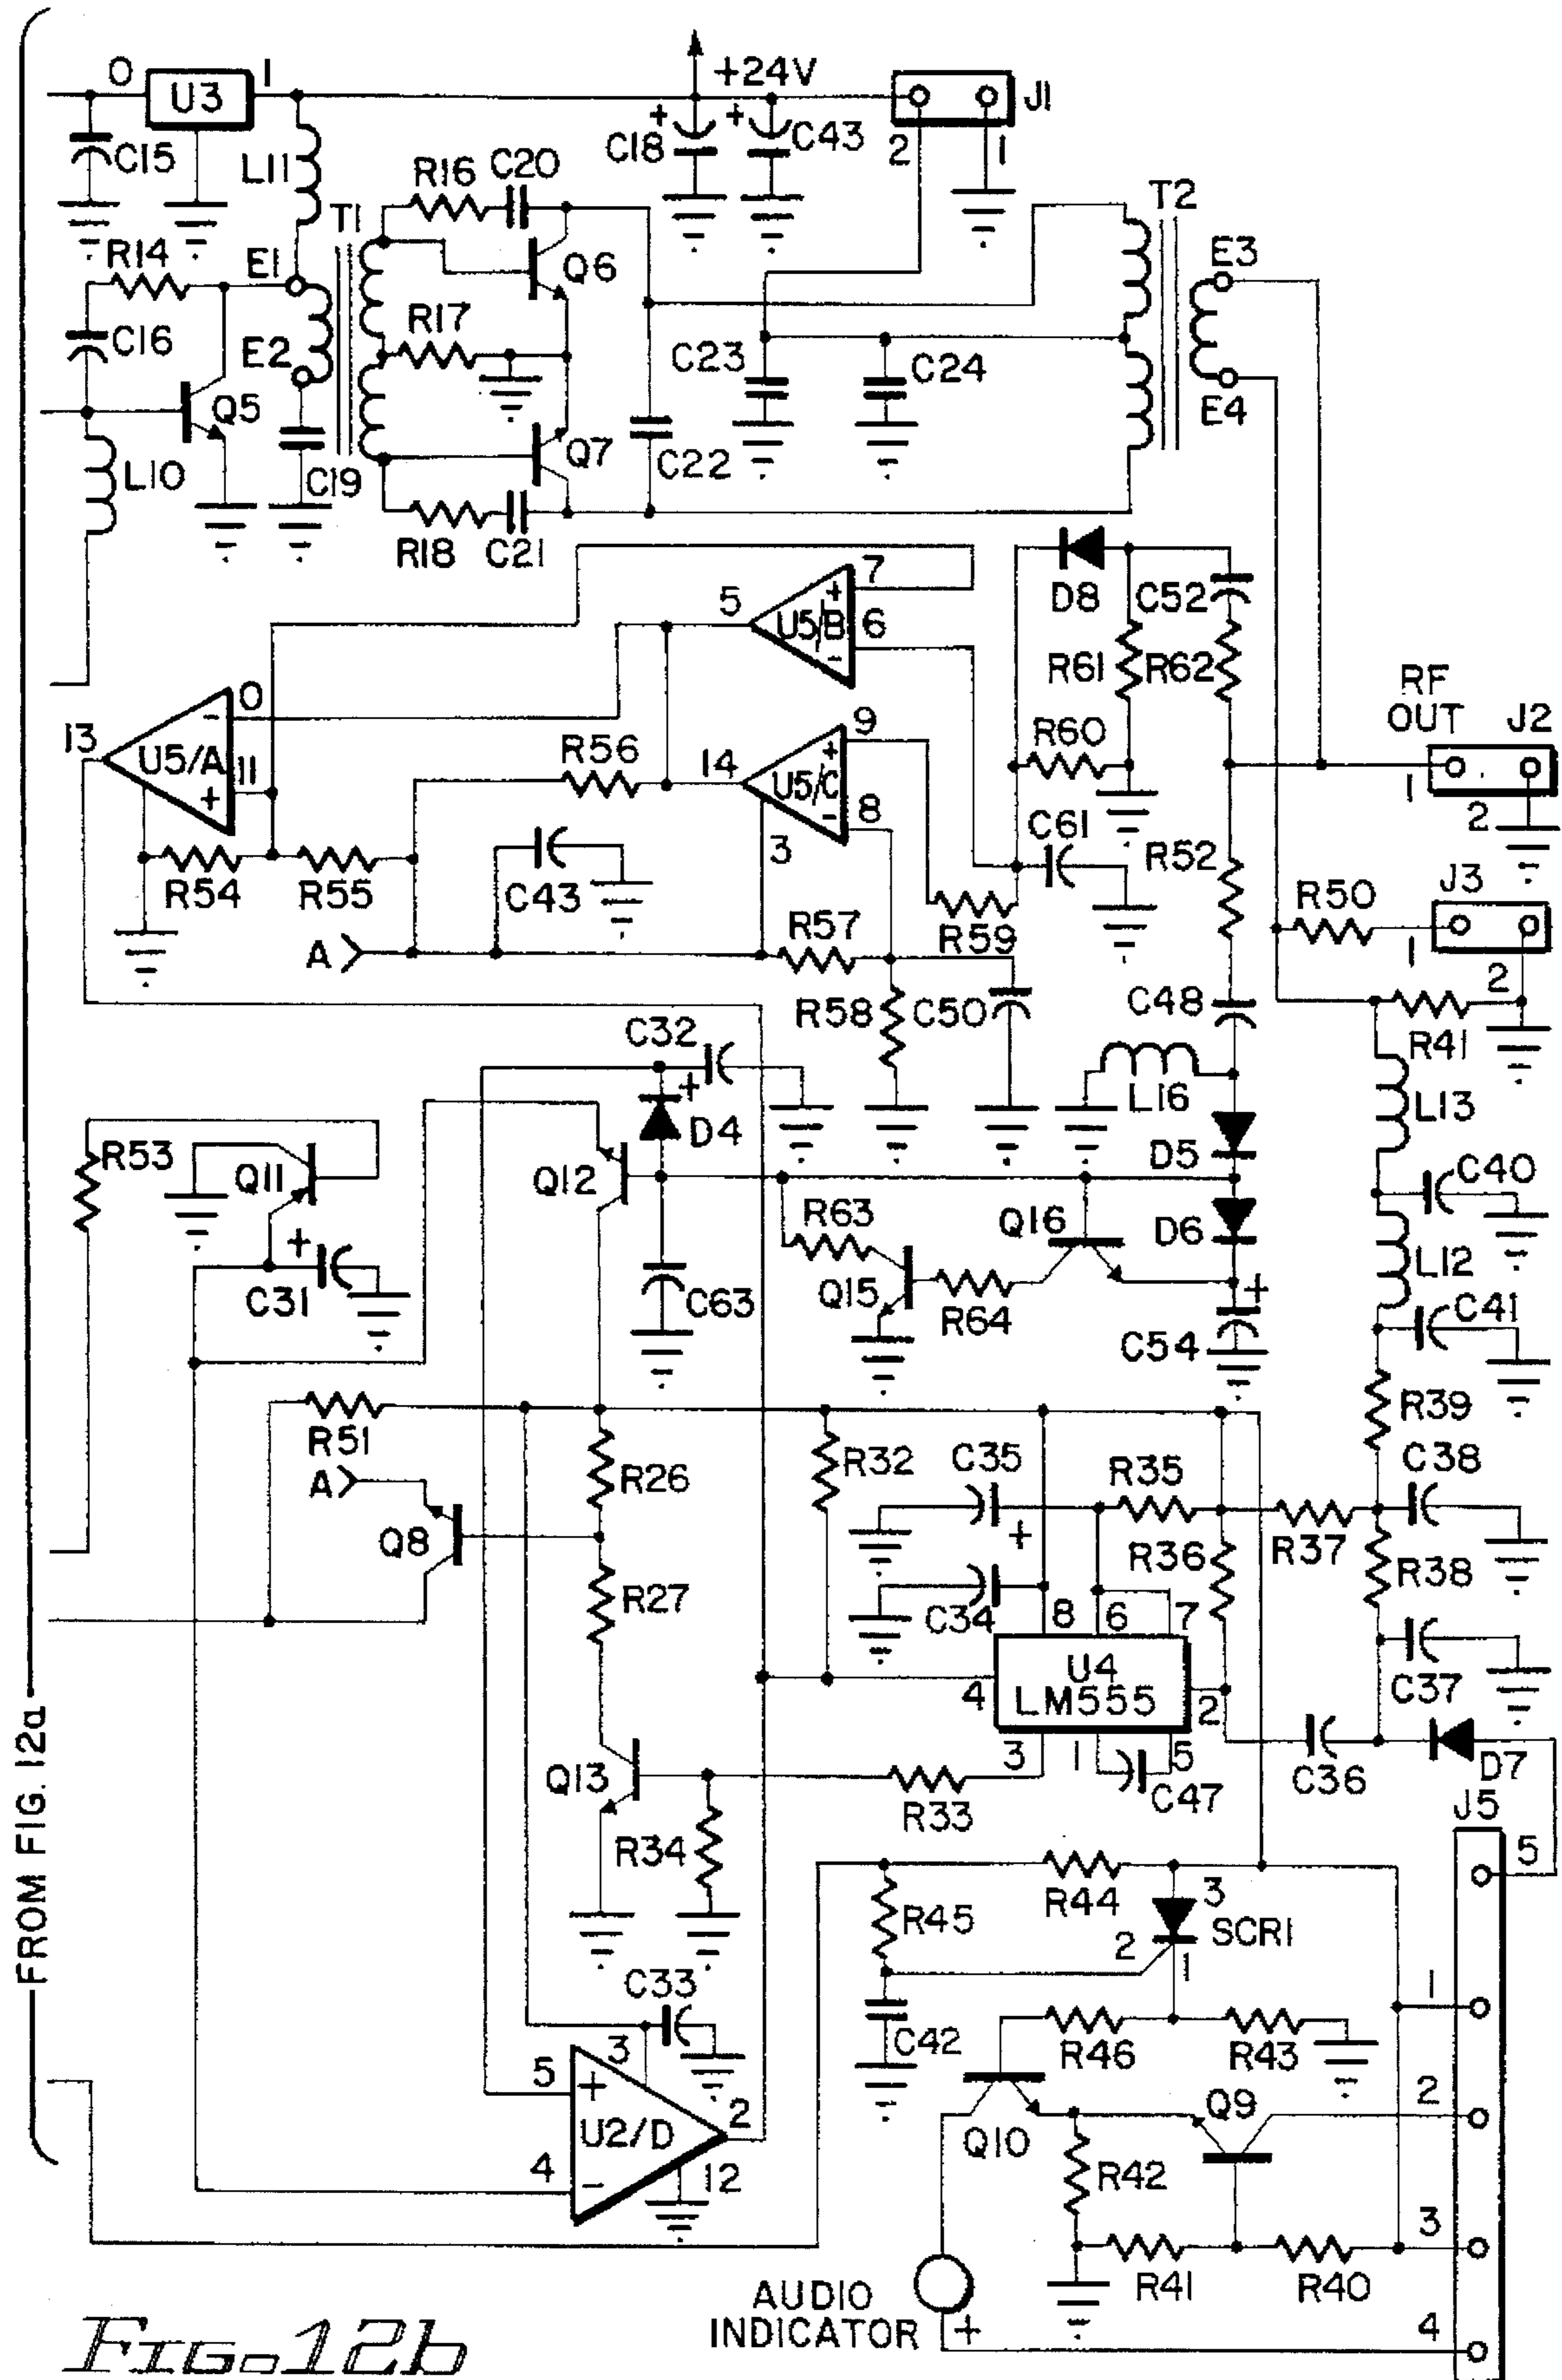 +24V
0 U3 1
J1
2 1
C15
L11
C18 + C43 +
R16 C20
T1
T2
R14
E1
Q6
E3
C16
R17
E2
C23 C24
E4
Q5
Q7
C22
L10
C19
R18 C21
7
D8 C52
5 U5/B + 6 -
R61 R62
RF
OUT J2
0
13 U5/A - 11 +
R56
14 U5/C + 9 - 8
R60
1
2
3
C61
R52
R54 R55
C43
R50 J3
R57
R59
1
A
2
R58 C50
C48
C32
R41
+
L16
L13
R53
D4
Q11
Q12
D5
C40
R63
Q16
D6
+
L12
C31
C63
Q15
R64
+
C41
C54
R51
R39
R32
C35
R35
C38
A
R26
+
Q8
R36 R37
R38
R27
C34
8 6 7
U4
4 LM555 2
C37
3 1 5
Q13
C47
C36
D7
R33
J5
R34
5
R44
3
R45
SCR1
2 1
1
C33
C42
R46 R43
3
5 +
2
Q9
U2/D 2
Q10
4 -
12
R42
3
R41 R40
AUDIO
INDICATOR +
4
FROM FIG. 12a
FIG-12b